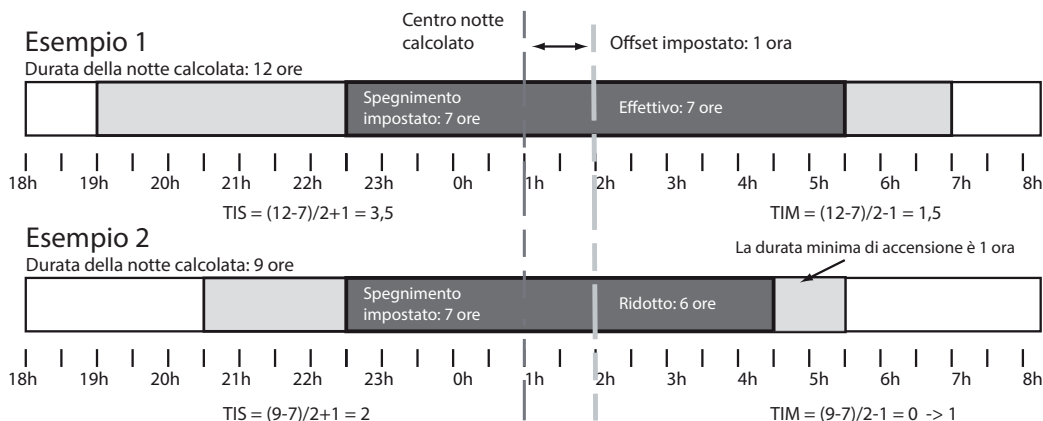 Centro notte
calcolato
Offset impostato: 1 ora
Esempio 1
Durata della notte calcolata: 12 ore
Spegnimento
impostato: 7 ore
Effettivo: 7 ore
18h 19h 20h 21h 22h 23h 0h 1h 2h 3h 4h 5h 6h 7h 8h
TIS = (12-7)/2+1 = 3,5
TIM = (12-7)/2-1 = 1,5
Esempio 2
Durata della notte calcolata: 9 ore
La durata minima di accensione è 1 ora
Spegnimento
impostato: 7 ore
Ridotto: 6 ore
18h 19h 20h 21h 22h 23h 0h 1h 2h 3h 4h 5h 6h 7h 8h
TIS = (9-7)/2+1 = 2
TIM = (9-7)/2-1 = 0 -> 1